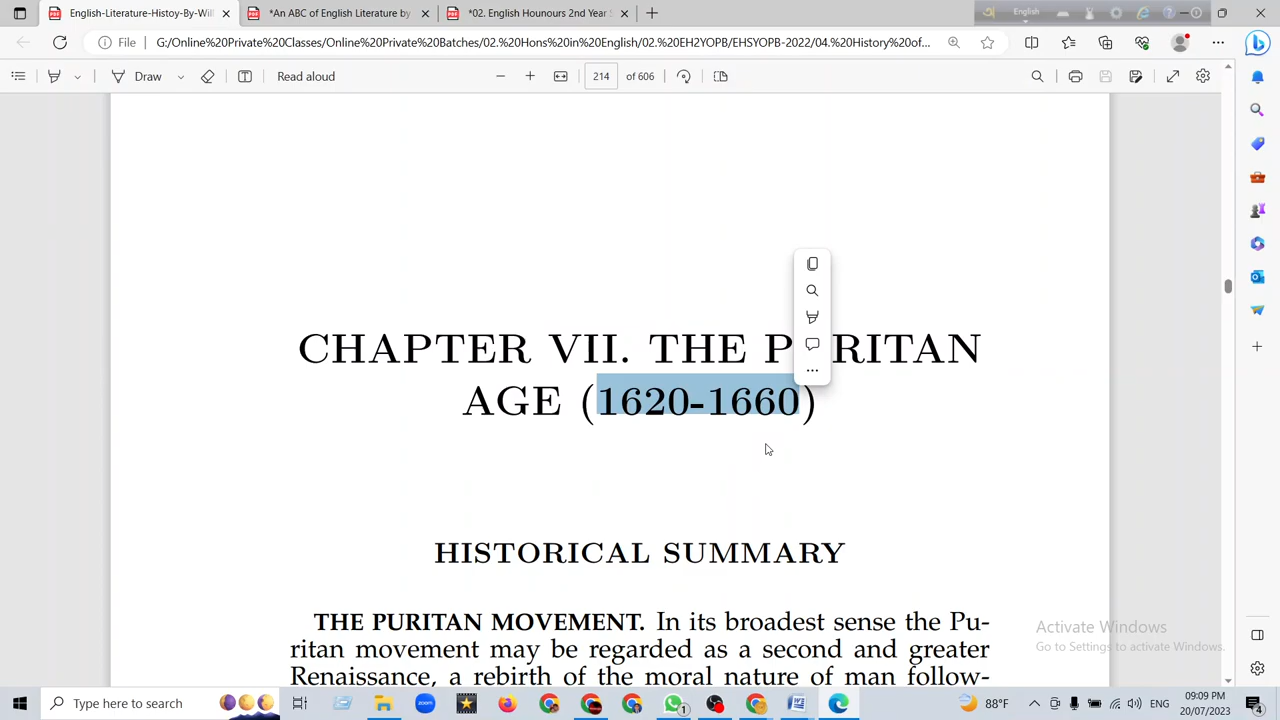 English-Literature-Histoy-By-Wil
*An ABC of English Literature by
*02. English Hounours 2nd Year
English
File
G:/Online%20Private%20Classes/Online%20Private%20Batches/02.%20Hons%20in%20English/02.%20EH2YOPB/EHSYOPB-2022/04.%20History%20of...
Draw
Read aloud
214
of 606
CHAPTER VII. THE P RITAN
AGE (1620-1660)
HISTORICAL SUMMARY
THE PURITAN MOVEMENT. In its broadest sense the Pu-
ritan movement may be regarded as a second and greater
Renaissance, a rebirth of the moral nature of man follow-
Activate Windows
Go to Settings to activate Windows.
Type here to search
zoom
1
88°F
ENG
09:09 PM
20/07/2023
4